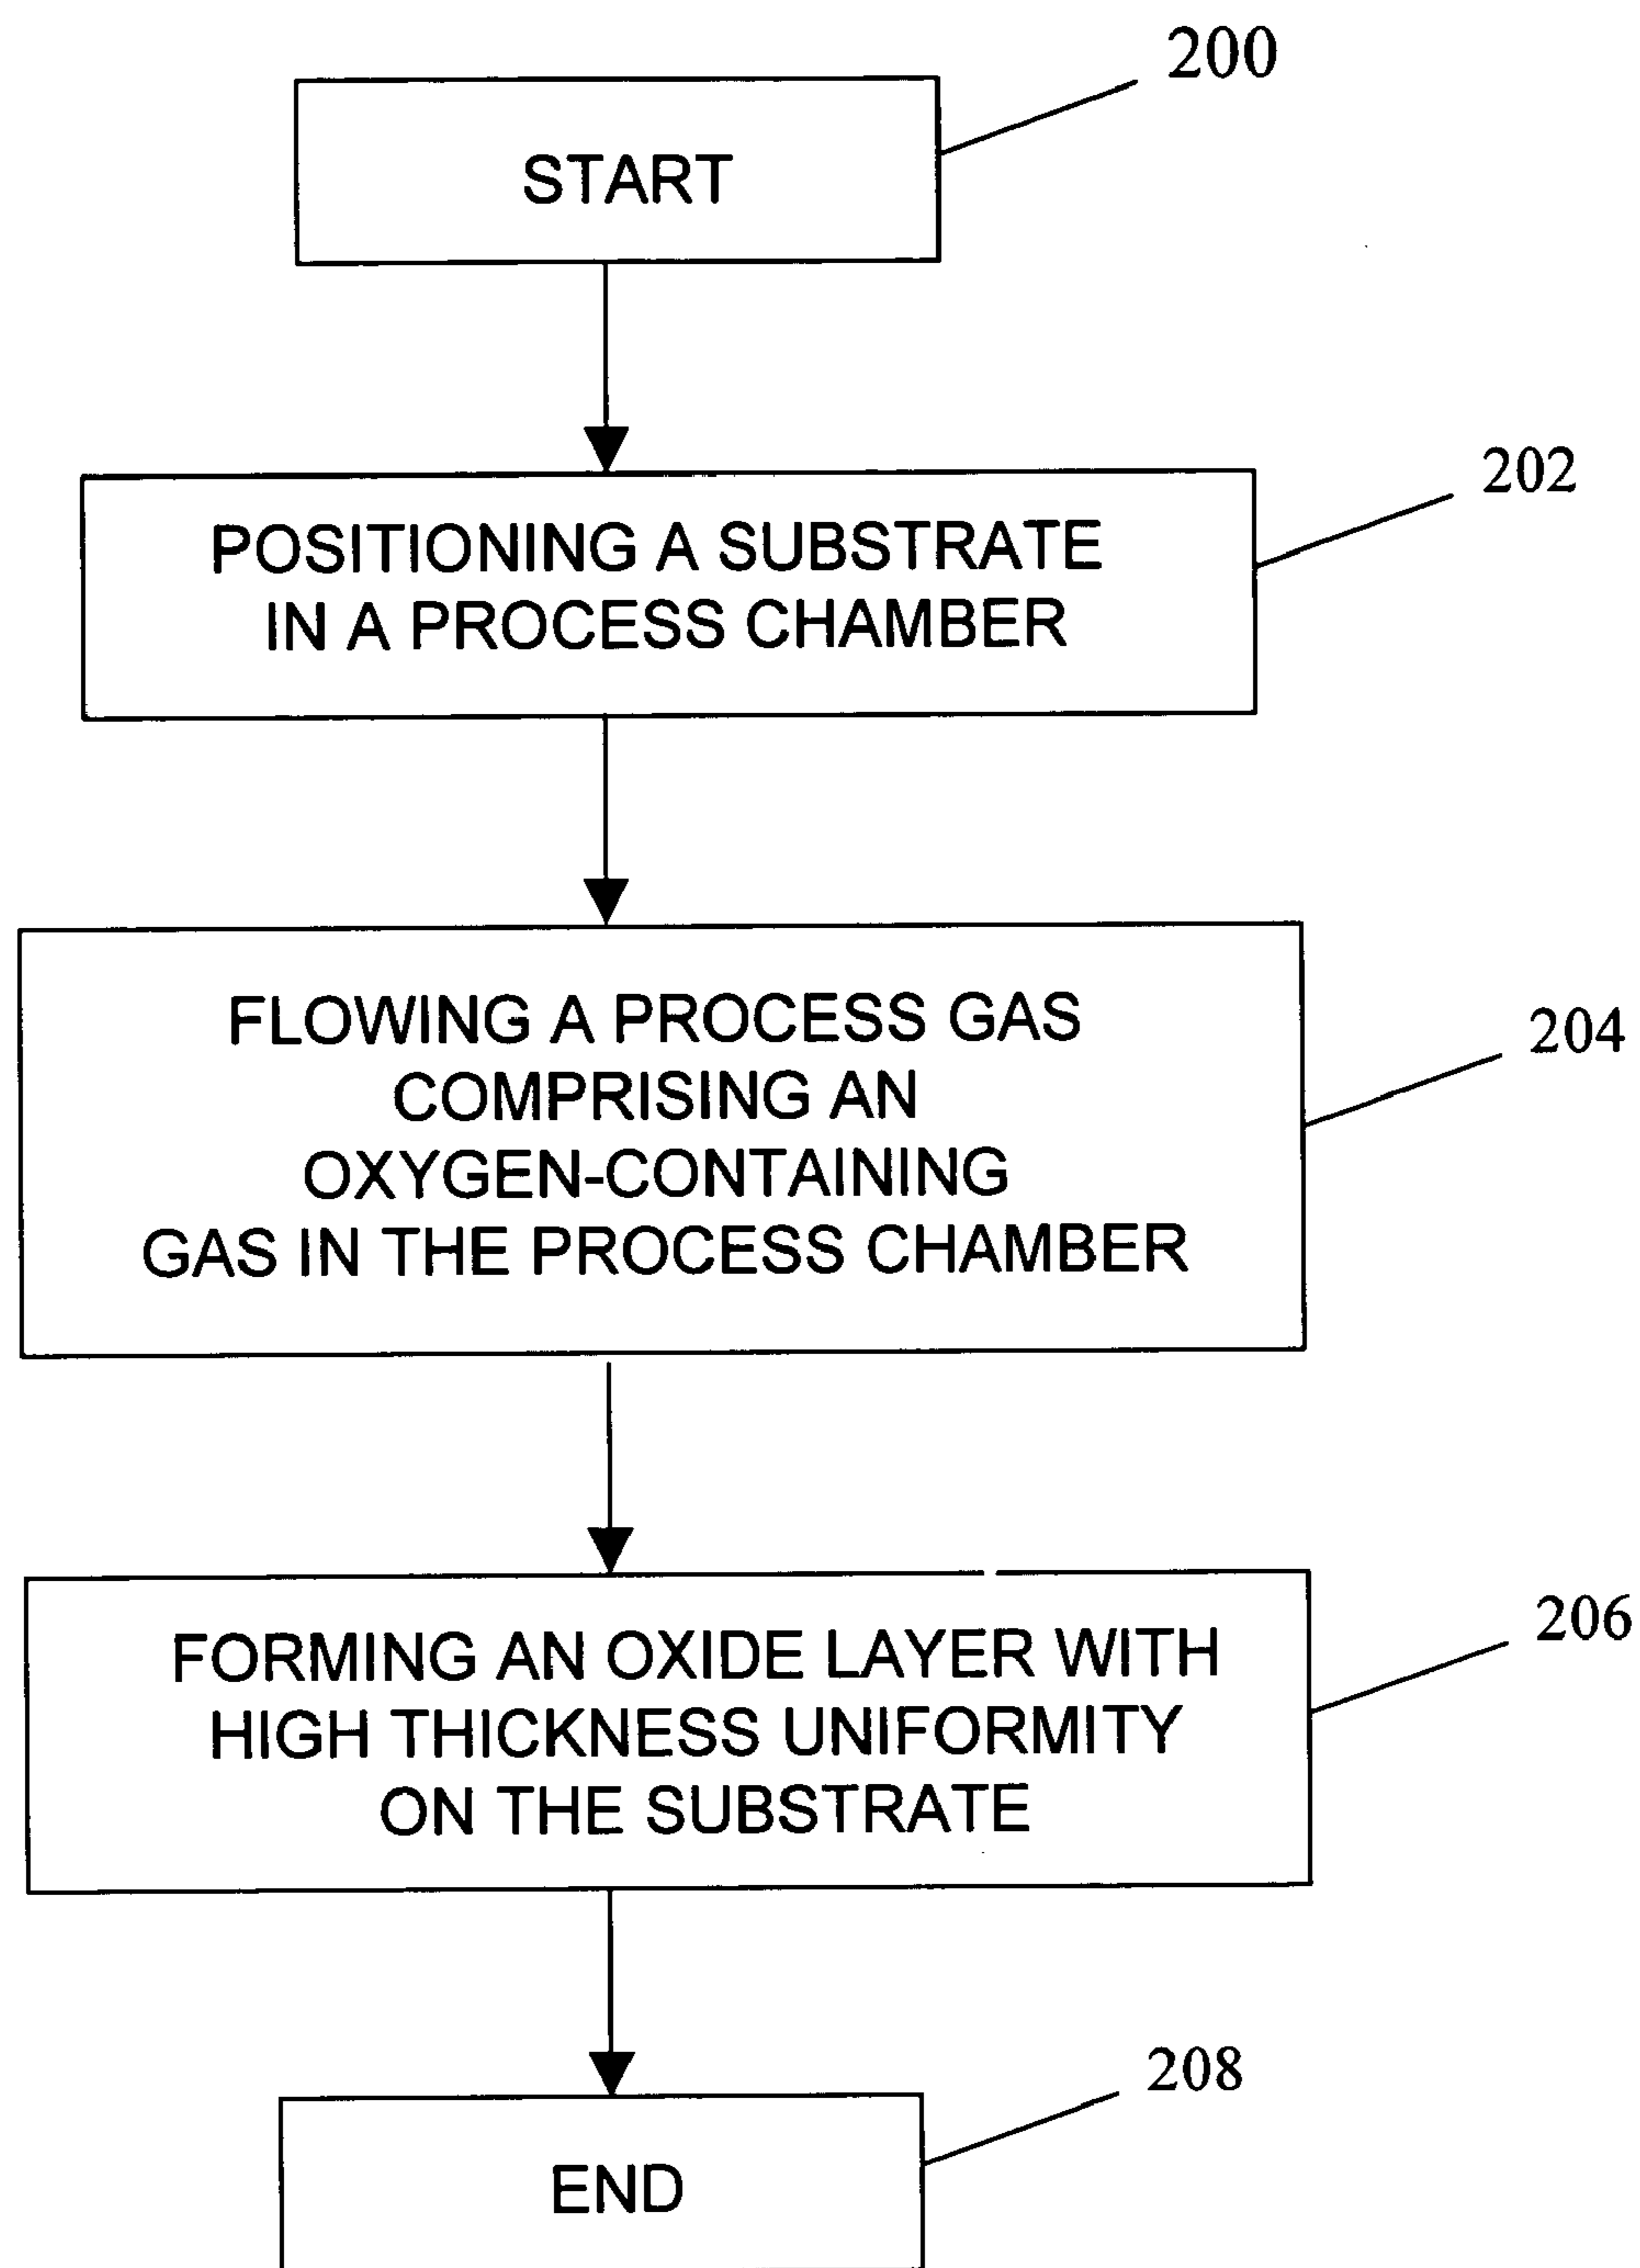 200
START
202
POSITIONING A SUBSTRATE
IN A PROCESS CHAMBER
204
FLOWING A PROCESS GAS
COMPRISING AN
OXYGEN-CONTAINING
GAS IN THE PROCESS CHAMBER
206
FORMING AN OXIDE LAYER WITH
HIGH THICKNESS UNIFORMITY
ON THE SUBSTRATE
208
END